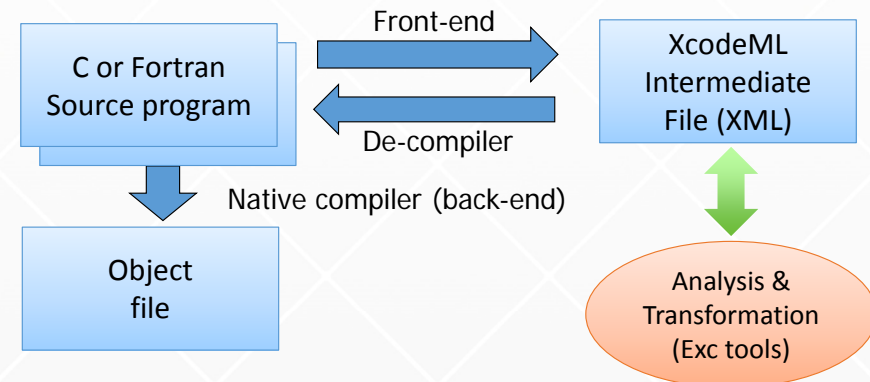 Front-end
C or Fortran
Source program
XcodeML
Intermediate
File (XML)
De-compiler
Native compiler (back-end)
Object
file
Analysis &
Transformation
(Exc tools)